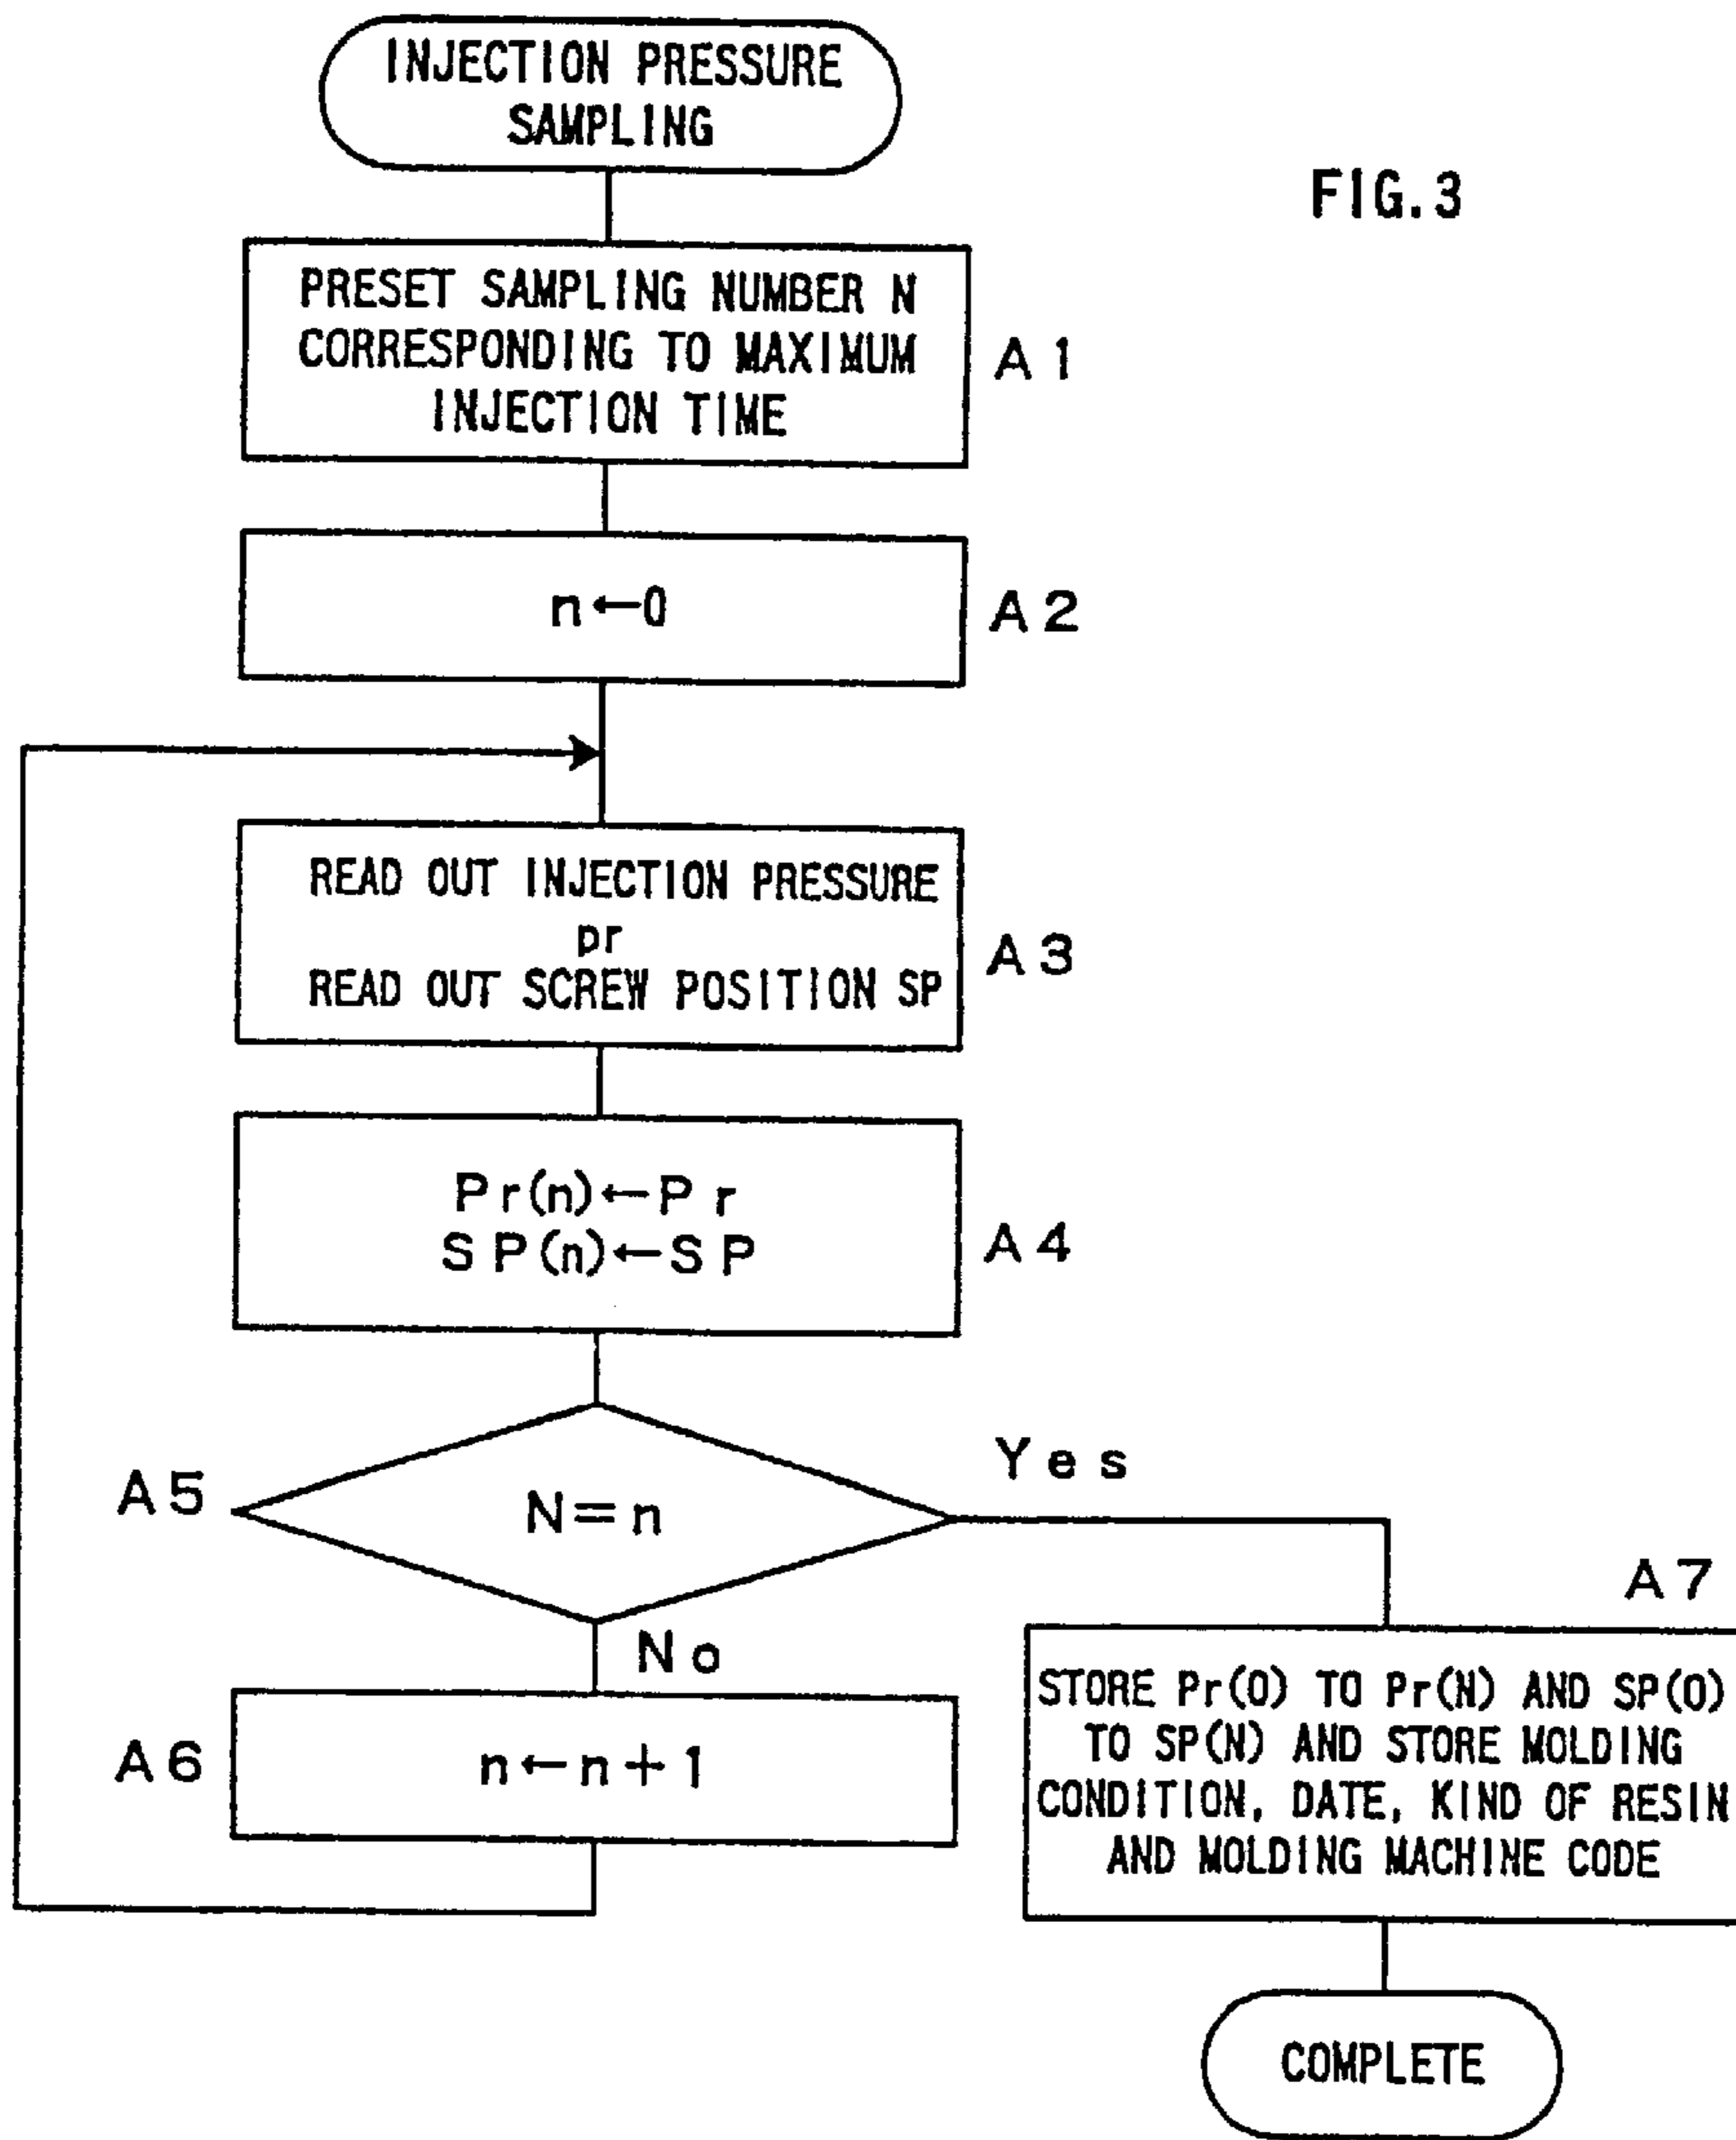 INJECTION PRESSURE
SAMPLING
FIG.3
PRESET SAMPLING NUMBER N
CORRESPONDING TO MAXIMUM
INJECTION TIME
A1
n←0
A2
READ OUT INJECTION PRESSURE
pr
READ OUT SCREW POSITION SP
A3
Pr(n)←Pr
SP(n)←SP
A4
A5
N=n
Yes
No
A6
n←n+1
A7
STORE Pr(0) TO Pr(N) AND SP(0)
TO SP(N) AND STORE MOLDING
CONDITION, DATE, KIND OF RESIN
AND MOLDING MACHINE CODE
COMPLETE